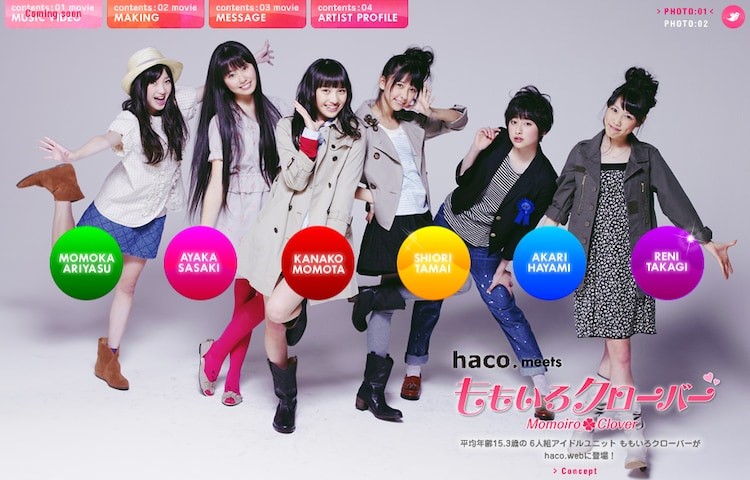 contents:01 movie
MUSIC VIDEO
Coming soon
contents:02 movie
MAKING
contents:03 movie
MESSAGE
contents:04
ARTIST PROFILE
> PHOTO:01 <
PHOTO:02
MOMOKA
ARIYASU
AYAKA
SASAKI
KANAKO
MOMOTA
SHIORI
TAMAI
AKARI
HAYAMI
RENI
TAKAGI
haco. meets
ももいろクローバー
Momoiro Clover
平均年齢15.3歳の 6人組アイドルユニット ももいろクローバーが
haco.webに登場！
> Concept